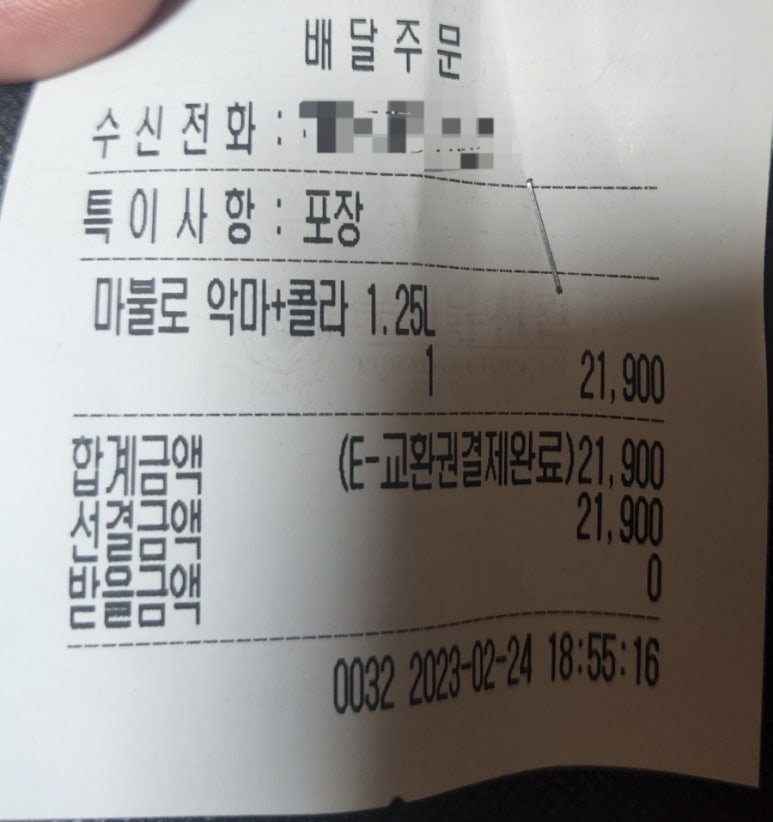 배달주문
수신전화 :
특이사항 : 포장
마불로 악마+콜라 1.25L
1 21,900
합계금액 (E-교환권결제완료)21,900
선결금액 21,900
받을금액 0
0032 2023-02-24 18:55:16